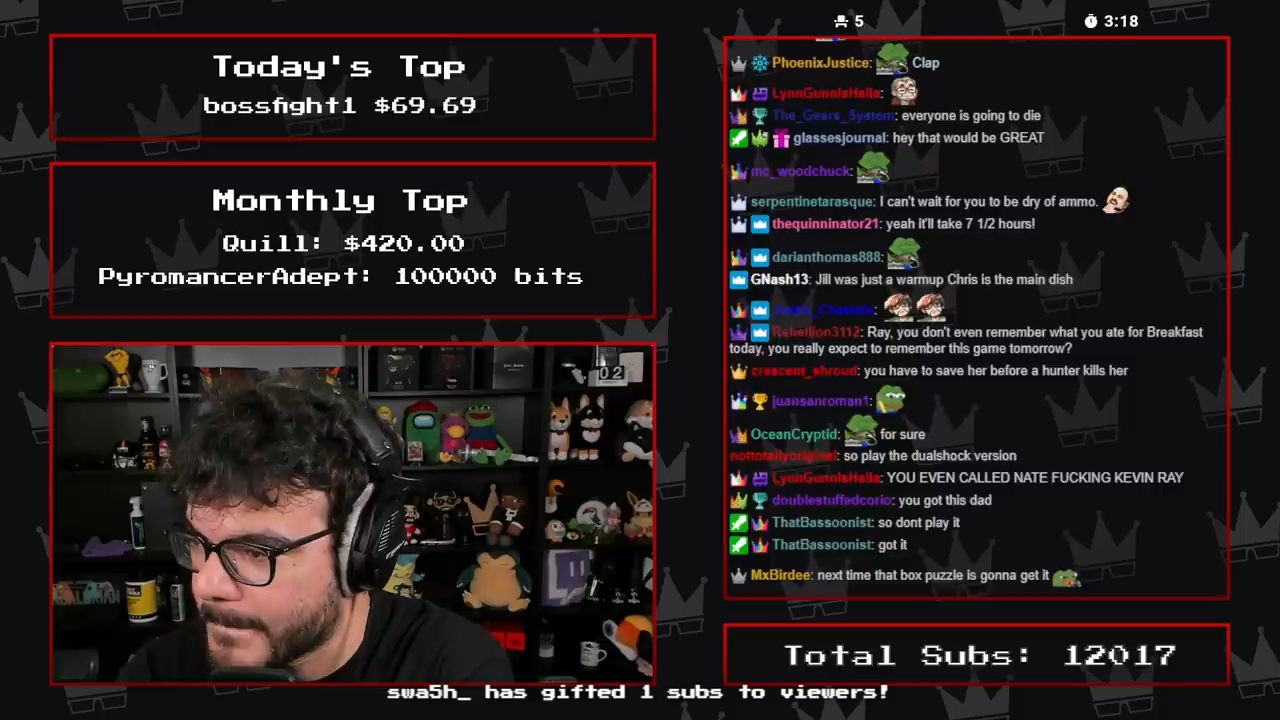 5
3:18
Today's Top
bossfight1 $69.69
Monthly Top
Quill: $420.00
PyromancerAdept: 100000 bits
PhoenixJustice: Clap
LynnGunn!sHella:
The_Gears_System: everyone is going to die
glassesjournal: hey that would be GREAT
mc_woodchuck:
serpentinetarasque: I can't wait for you to be dry of ammo.
thequinninator21: yeah it'll take 7 1/2 hours!
darianthomas888:
GNash13: Jill was just a warmup Chris is the main dish
Rebellion3112: Ray, you don't even remember what you ate for Breakfast
today, you really expect to remember this game tomorrow?
crescent_shroud: you have to save her before a hunter kills her
juansanroman1:
OceanCryptid: for sure
nottotallyoriginal: so play the dualshock version
YOU EVEN CALLED NATE FUCKING KEVIN RAY
doublestuffedcorio: you got this dad
ThatBassoonist: so dont play it
ThatBassoonist: got it
MxBirdee: next time that box puzzle is gonna get it
02
Total Subs: 12017
swa5h_ has gifted 1 subs to viewers!